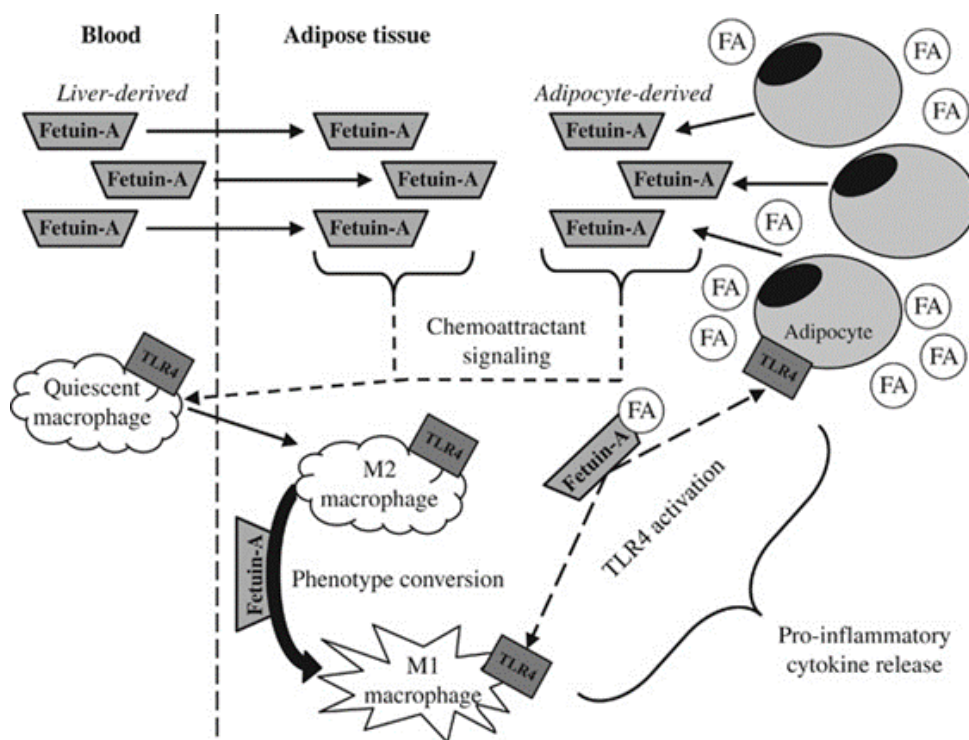 Blood
Adipose tissue
FA
FA
FA
Liver-derived
Adipocyte-derived
Fetuin-A
Fetuin-A
Fetuin-A
Fetuin-A
Fetuin-A
Fetuin-A
Fetuin-A
Fetuin-A
Fetuin-A
FA
FA
FA
FA
FA
FA
Adipocyte
TLR4
Chemoattractant
signaling
TLR4
Quiescent
macrophage
TLR4
M2
macrophage
FA
Fetuin-A
TLR4 activation
Fetuin-A
Phenotype conversion
TLR4
M1
macrophage
Pro-inflammatory
cytokine release